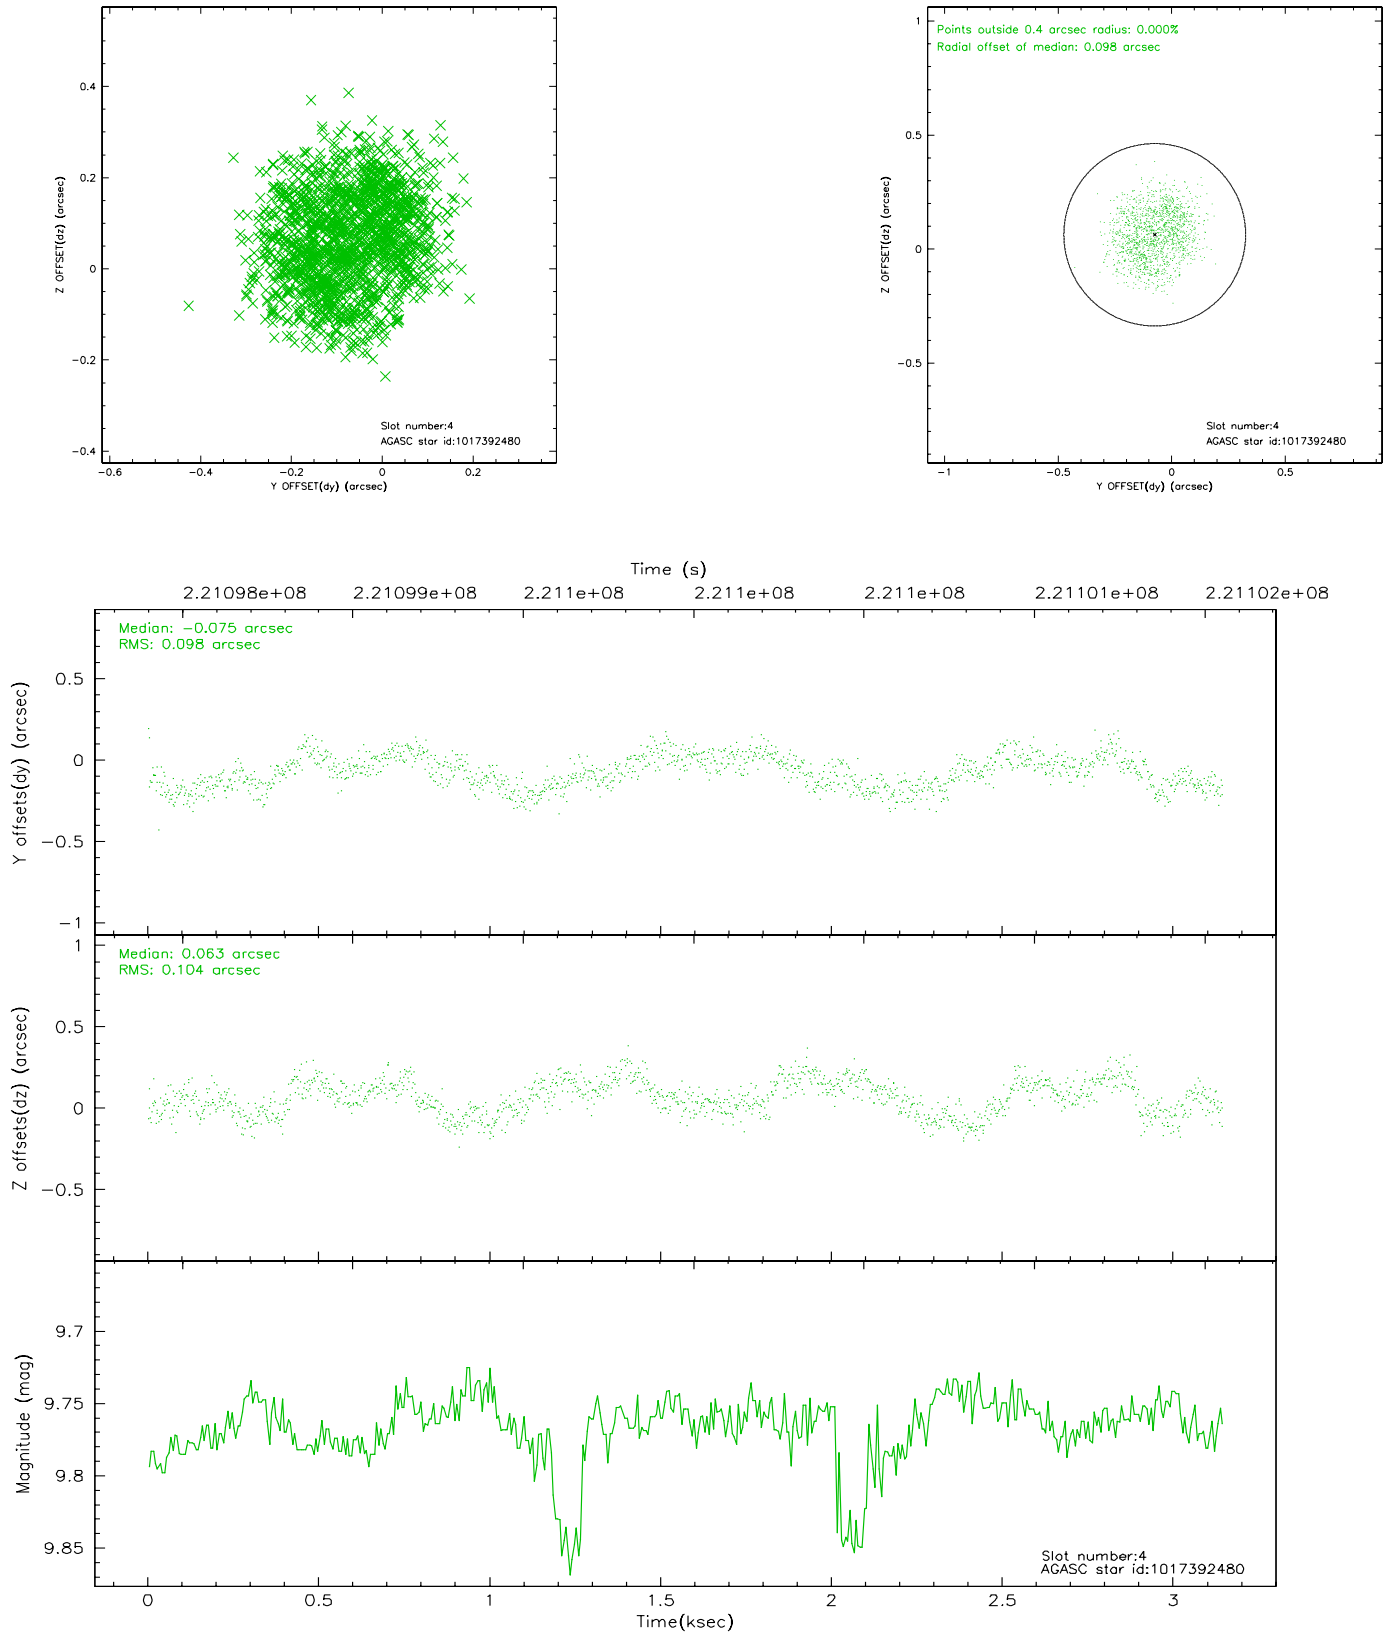 0.4
0.2
0
−0.2
−0.4
Z OFFSET(dz) (arcsec)
Slot number:4
AGASC star id:1017392480
−0.6 −0.4 −0.2 0 0.2
Y OFFSET(dy) (arcsec)
Points outside 0.4 arcsec radius: 0.000%
Radial offset of median: 0.098 arcsec
1
0.5
0
−0.5
Z OFFSET(dz) (arcsec)
Slot number:4
AGASC star id:1017392480
−1 −0.5 0 0.5
Y OFFSET(dy) (arcsec)
Time (s)
2.21098e+08 2.21099e+08 2.211e+08 2.211e+08 2.211e+08 2.21101e+08 2.21102e+08
Median: −0.075 arcsec
RMS: 0.098 arcsec
0.5
0
−0.5
−1
Y offsets(dy) (arcsec)
Median: 0.063 arcsec
RMS: 0.104 arcsec
1
0.5
0
−0.5
Z offsets(dz) (arcsec)
9.7
9.75
9.8
9.85
Magnitude (mag)
Slot number:4
AGASC star id:1017392480
0 0.5 1 1.5 2 2.5 3
Time(ksec)